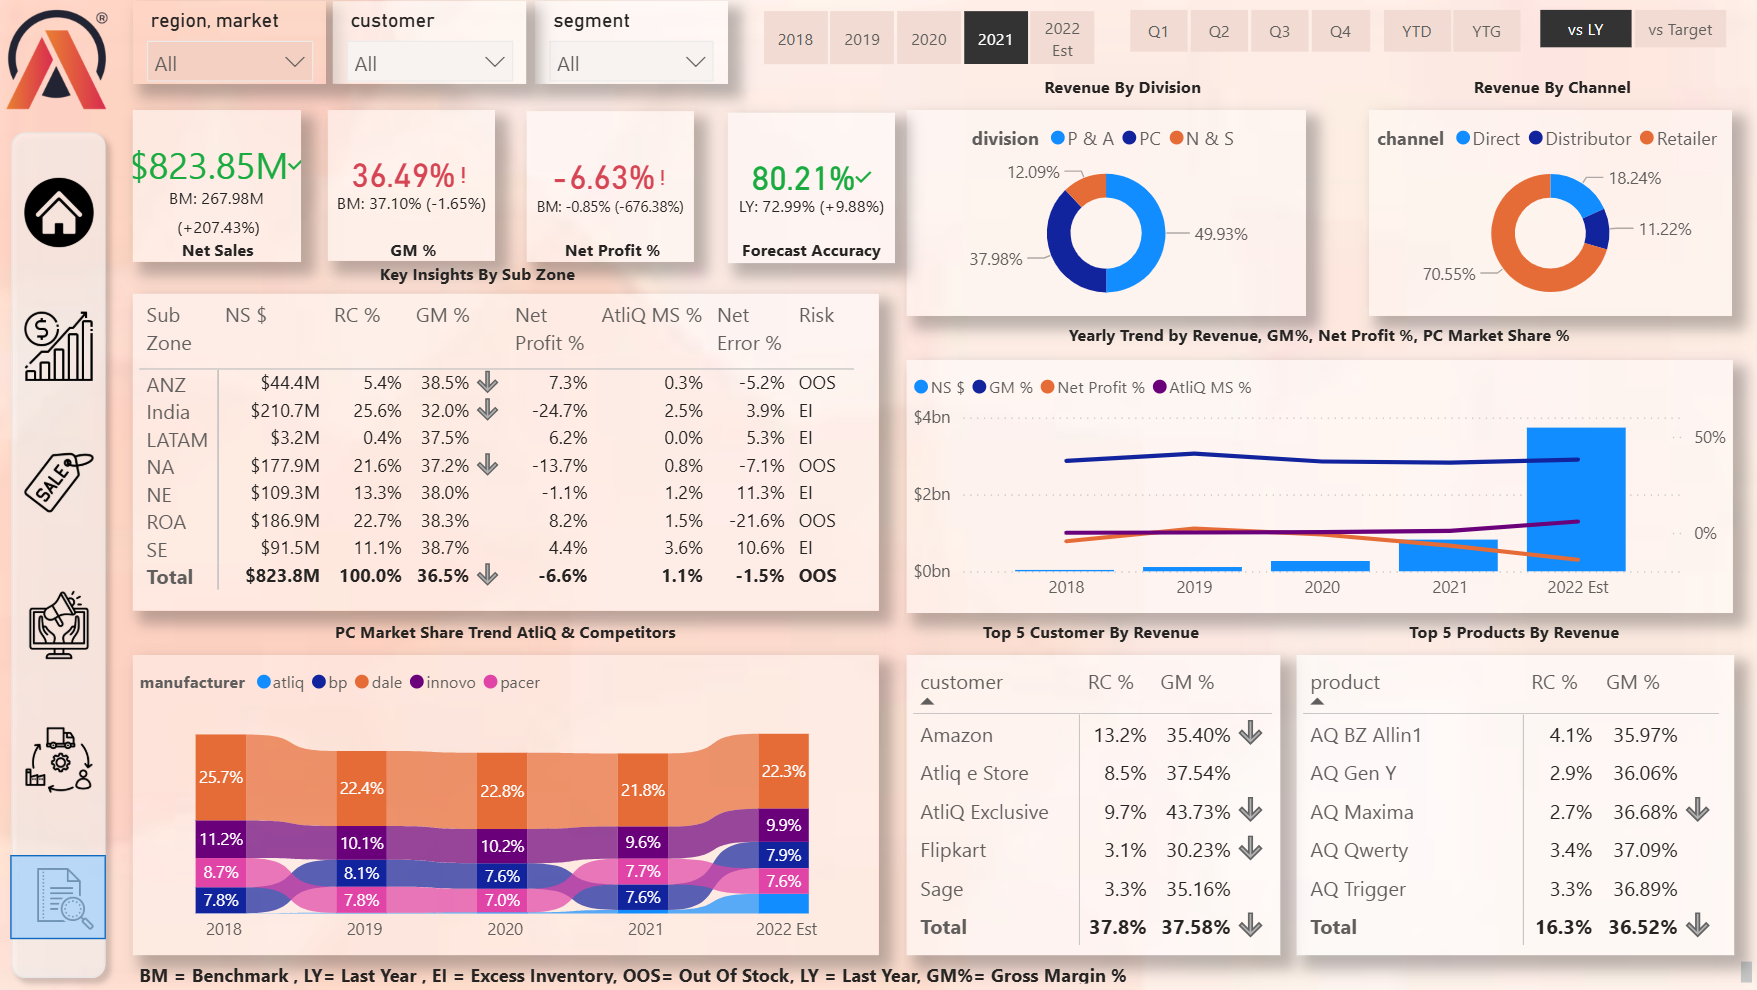 ®
region, market
All
customer
All
segment
All
2018 2019 2020 2021 2022 Est
Q1 Q2 Q3 Q4
YTD YTG
vs LY vs Target
$823.85M
BM: 267.98M
(+207.43%)
Net Sales
36.49% !
BM: 37.10% (-1.65%)
GM %
-6.63% !
BM: -0.85% (-676.38%)
Net Profit %
80.21%
LY: 72.99% (+9.88%)
Forecast Accuracy
Revenue By Division
division P & A PC N & S
12.09%
49.93%
37.98%
Revenue By Channel
channel Direct Distributor Retailer
18.24%
11.22%
70.55%
Key Insights By Sub Zone
Sub Zone NS $ RC % GM % Net Profit % AtliQ MS % Net Error % Risk
ANZ $44.4M 5.4% 38.5% 7.3% 0.3% -5.2% OOS
India $210.7M 25.6% 32.0% -24.7% 2.5% 3.9% EI
LATAM $3.2M 0.4% 37.5% 6.2% 0.0% 5.3% EI
NA $177.9M 21.6% 37.2% -13.7% 0.8% -7.1% OOS
NE $109.3M 13.3% 38.0% -1.1% 1.2% 11.3% EI
ROA $186.9M 22.7% 38.3% 8.2% 1.5% -21.6% OOS
SE $91.5M 11.1% 38.7% 4.4% 3.6% 10.6% EI
Total $823.8M 100.0% 36.5% -6.6% 1.1% -1.5% OOS
Yearly Trend by Revenue, GM%, Net Profit %, PC Market Share %
NS $ GM % Net Profit % AtliQ MS %
$4bn
50%
$2bn
0%
$0bn
2018 2019 2020 2021 2022 Est
SALE
PC Market Share Trend AtliQ & Competitors
manufacturer atliq bp dale innovo pacer
25.7% 22.4% 22.8% 21.8% 22.3%
11.2% 10.1% 10.2% 9.6% 9.9%
8.7% 8.1% 7.6% 7.7% 7.9%
7.8% 7.8% 7.0% 7.6% 7.6%
2018 2019 2020 2021 2022 Est
Top 5 Customer By Revenue
customer RC % GM %
Amazon 13.2% 35.40%
Atliq e Store 8.5% 37.54%
AtliQ Exclusive 9.7% 43.73%
Flipkart 3.1% 30.23%
Sage 3.3% 35.16%
Total 37.8% 37.58%
Top 5 Products By Revenue
product RC % GM %
AQ BZ Allin1 4.1% 35.97%
AQ Gen Y 2.9% 36.06%
AQ Maxima 2.7% 36.68%
AQ Qwerty 3.4% 37.09%
AQ Trigger 3.3% 36.89%
Total 16.3% 36.52%
BM = Benchmark , LY= Last Year , EI = Excess Inventory, OOS= Out Of Stock, LY = Last Year, GM%= Gross Margin %